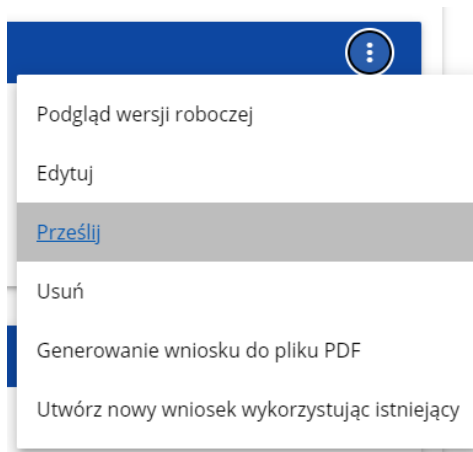 Podgląd wersji roboczej
Edytuj
Prześlij
Usuń
Generowanie wniosku do pliku PDF
Utwórz nowy wniosek wykorzystując istniejący